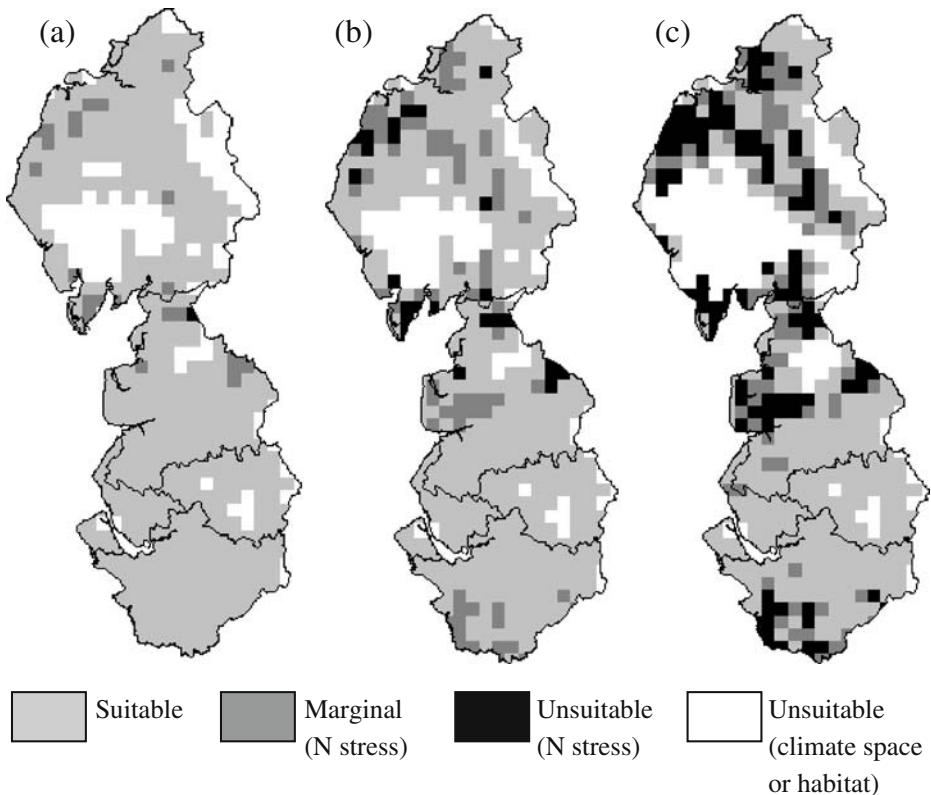 (a) (b) (c)
Suitable
Marginal
(N stress)
Unsuitable
(N stress)
Unsuitable
(climate space
or habitat)